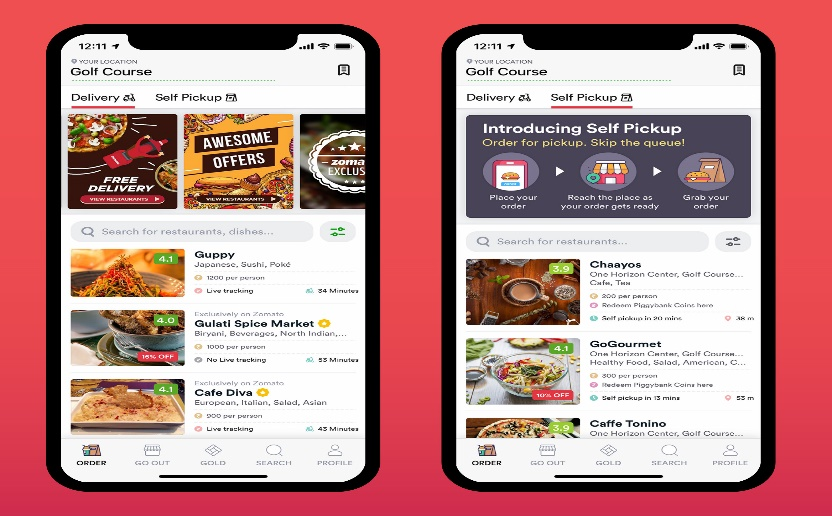 12:11
YOUR LOCATION
Golf Course
Delivery
Self Pickup
FREE
DELIVERY
VIEW RESTAURANTS
AWESOME
OFFERS
VIEW RESTAURANTS
zoma
EXCLUS
Search for restaurants, dishes...
4.1
Guppy
Japanese, Sushi, Poké
1200 per person
Live tracking
34 Minutes
Exclusively on Zomato
4.0
Gulati Spice Market
Biryani, Beverages, North Indian,...
1000 per person
15% OFF
No Live tracking
53 Minutes
Exclusively on Zomato
4.1
Cafe Diva
European, Italian, Salad, Asian
900 per person
Live tracking
43 Minutes
ORDER
GO OUT
GOLD
SEARCH
PROFILE
12:11
YOUR LOCATION
Golf Course
Delivery
Self Pickup
Introducing Self Pickup
Order for pickup. Skip the queue!
Place your
order
Reach the place as
your order gets ready
Grab your
order
Search for restaurants...
3.9
Chaayos
One Horizon Center, Golf Course...
Cafe, Tea
200 per person
Redeem Piggybank Coins here
Self pickup in 20 mins
38 m
4.1
GoGourmet
One Horizon Center, Golf Course...
Healthy Food, Salad, American, C...
300 per person
Redeem Piggybank Coins here
10% OFF
Self pickup in 13 mins
53 m
3.9
Caffe Tonino
One Horizon Center, Golf Course...
ORDER
GO OUT
GOLD
SEARCH
PROFILE